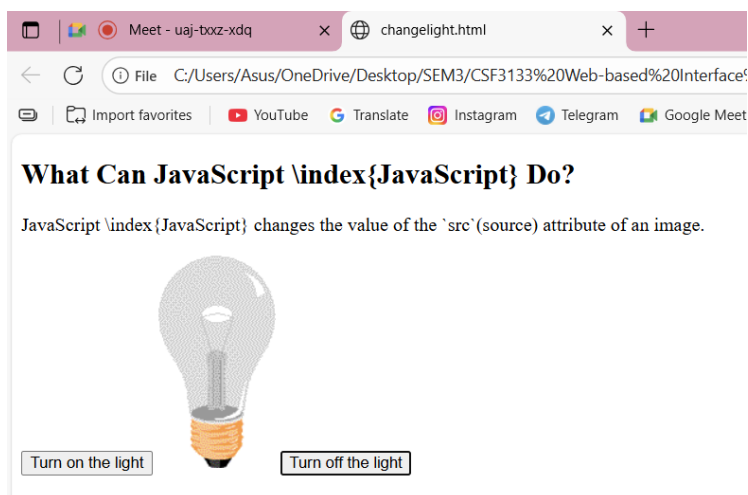 Meet - uaj-txxz-xdq
changelight.html
File C:/Users/Asus/OneDrive/Desktop/SEM3/CSF3133%20Web-based%20Interface%
Import favorites YouTube Translate Instagram Telegram Google Meet
What Can JavaScript \index{JavaScript} Do?
JavaScript \index{JavaScript} changes the value of the `src`(source) attribute of an image.
Turn on the light Turn off the light